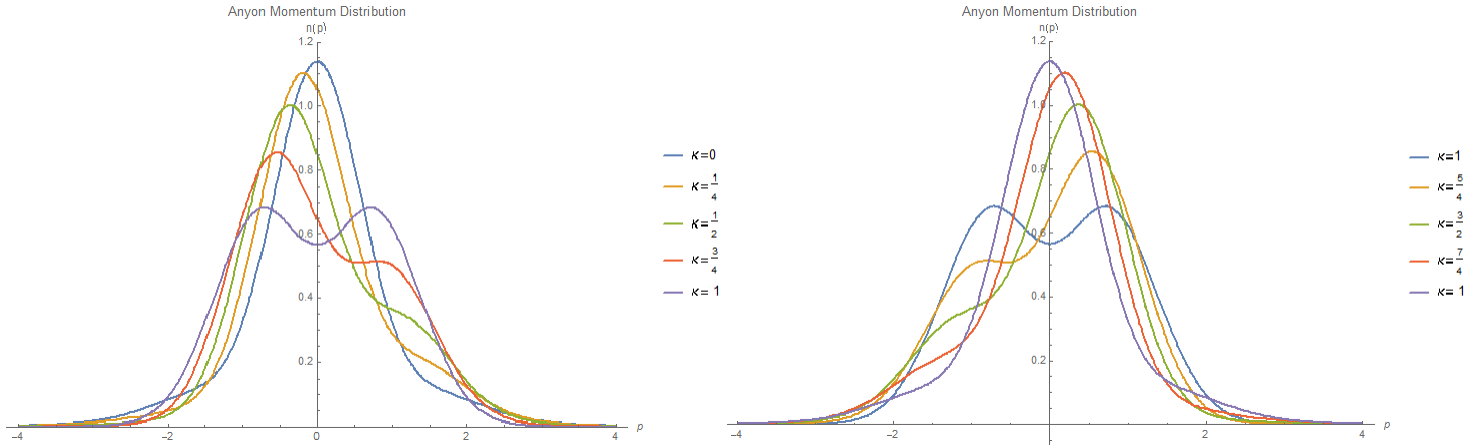 Anyon Momentum Distribution
n(p)
1.2
1.0
0.8
0.6
0.4
0.2
−4
−2
0
2
4
p
κ=0
κ=1/4
κ=1/2
κ=3/4
κ= 1
Anyon Momentum Distribution
n(p)
1.2
1.0
0.8
0.6
0.4
0.2
−4
−2
0
2
4
p
κ=1
κ=5/4
κ=3/2
κ=7/4
κ= 1